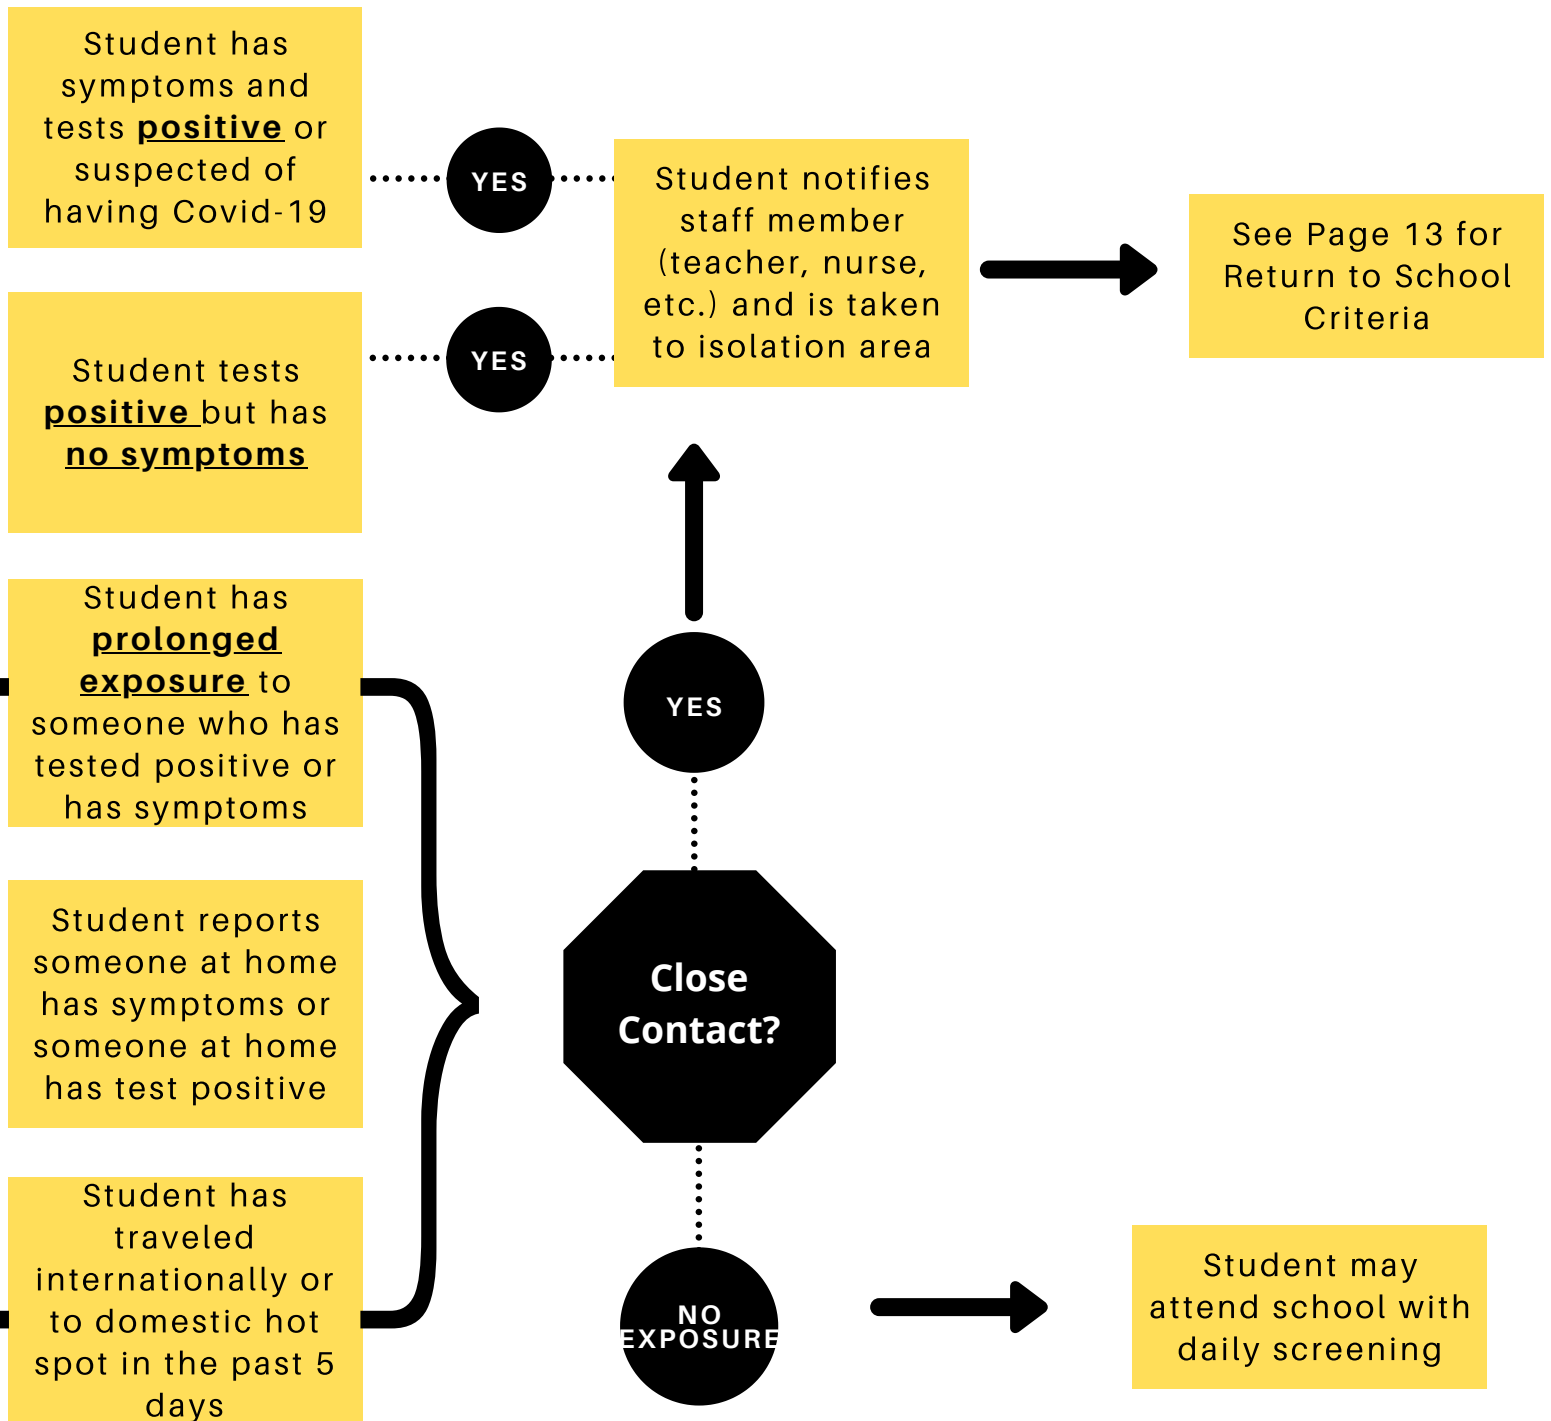 Student has
symptoms and
tests positive or
suspected of
having Covid-19
YES
Student notifies
staff member
(teacher, nurse,
etc.) and is taken
to isolation area
See Page 13 for
Return to School
Criteria
Student tests
positive but has
no symptoms
YES
Student has
prolonged
exposure to
someone who has
tested positive or
has symptoms
YES
Student reports
someone at home
has symptoms or
someone at home
has test positive
Close
Contact?
Student has
traveled
internationally or
to domestic hot
spot in the past 5
days
NO
EXPOSURE
Student may
attend school with
daily screening